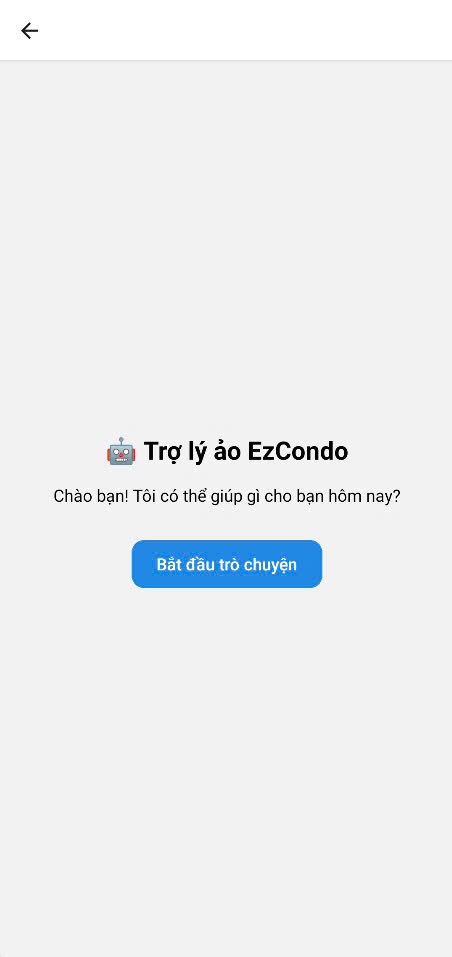 🤖 Trợ lý ảo EzCondo
Chào bạn! Tôi có thể giúp gì cho bạn hôm nay?
Bắt đầu trò chuyện